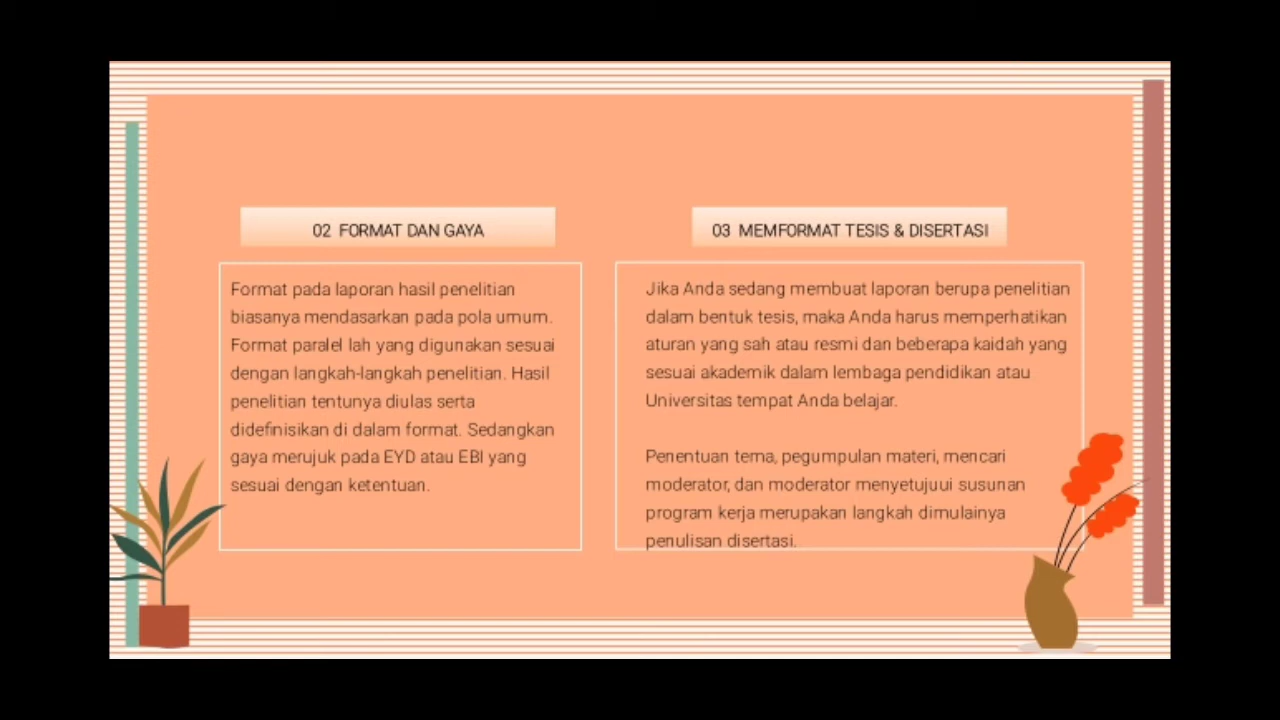 02 FORMAT DAN GAYA
Format pada laporan hasil penelitian
biasanya mendasarkan pada pola umum.
Format paralel lah yang digunakan sesuai
dengan langkah-langkah penelitian. Hasil
penelitian tentunya diulas serta
didefinisikan di dalam format. Sedangkan
gaya merujuk pada EYD atau EBI yang
sesuai dengan ketentuan.
03 MEMFORMAT TESIS & DISERTASI
Jika Anda sedang membuat laporan berupa penelitian
dalam bentuk tesis, maka Anda harus memperhatikan
aturan yang sah atau resmi dan beberapa kaidah yang
sesuai akademik dalam lembaga pendidikan atau
Universitas tempat Anda belajar.
Penentuan tema, pegumpulan materi, mencari
moderator, dan moderator menyetujuui susunan
program kerja merupakan langkah dimulainya
penulisan disertasi.